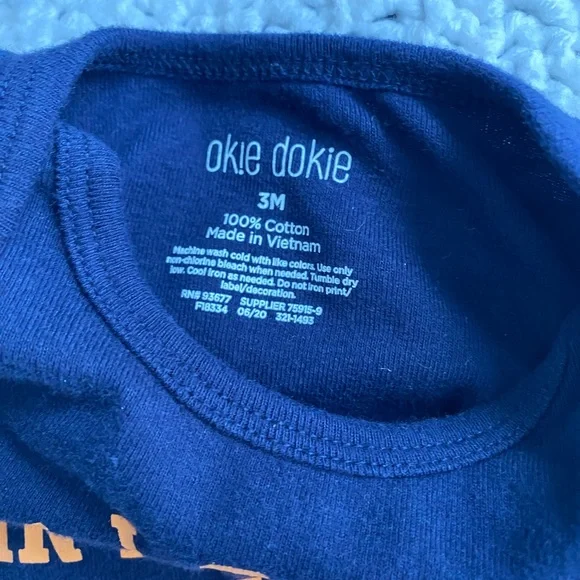 okie dokie
3M
100% Cotton
Made in Vietnam
Machine wash cold with like colors. Use only
non-chlorine bleach when needed. Tumble dry
low. Cool iron as needed. Do not iron print/
label/decoration.
RN# 93677 SUPPLIER 75915-9
F18334 06/20 321-1493